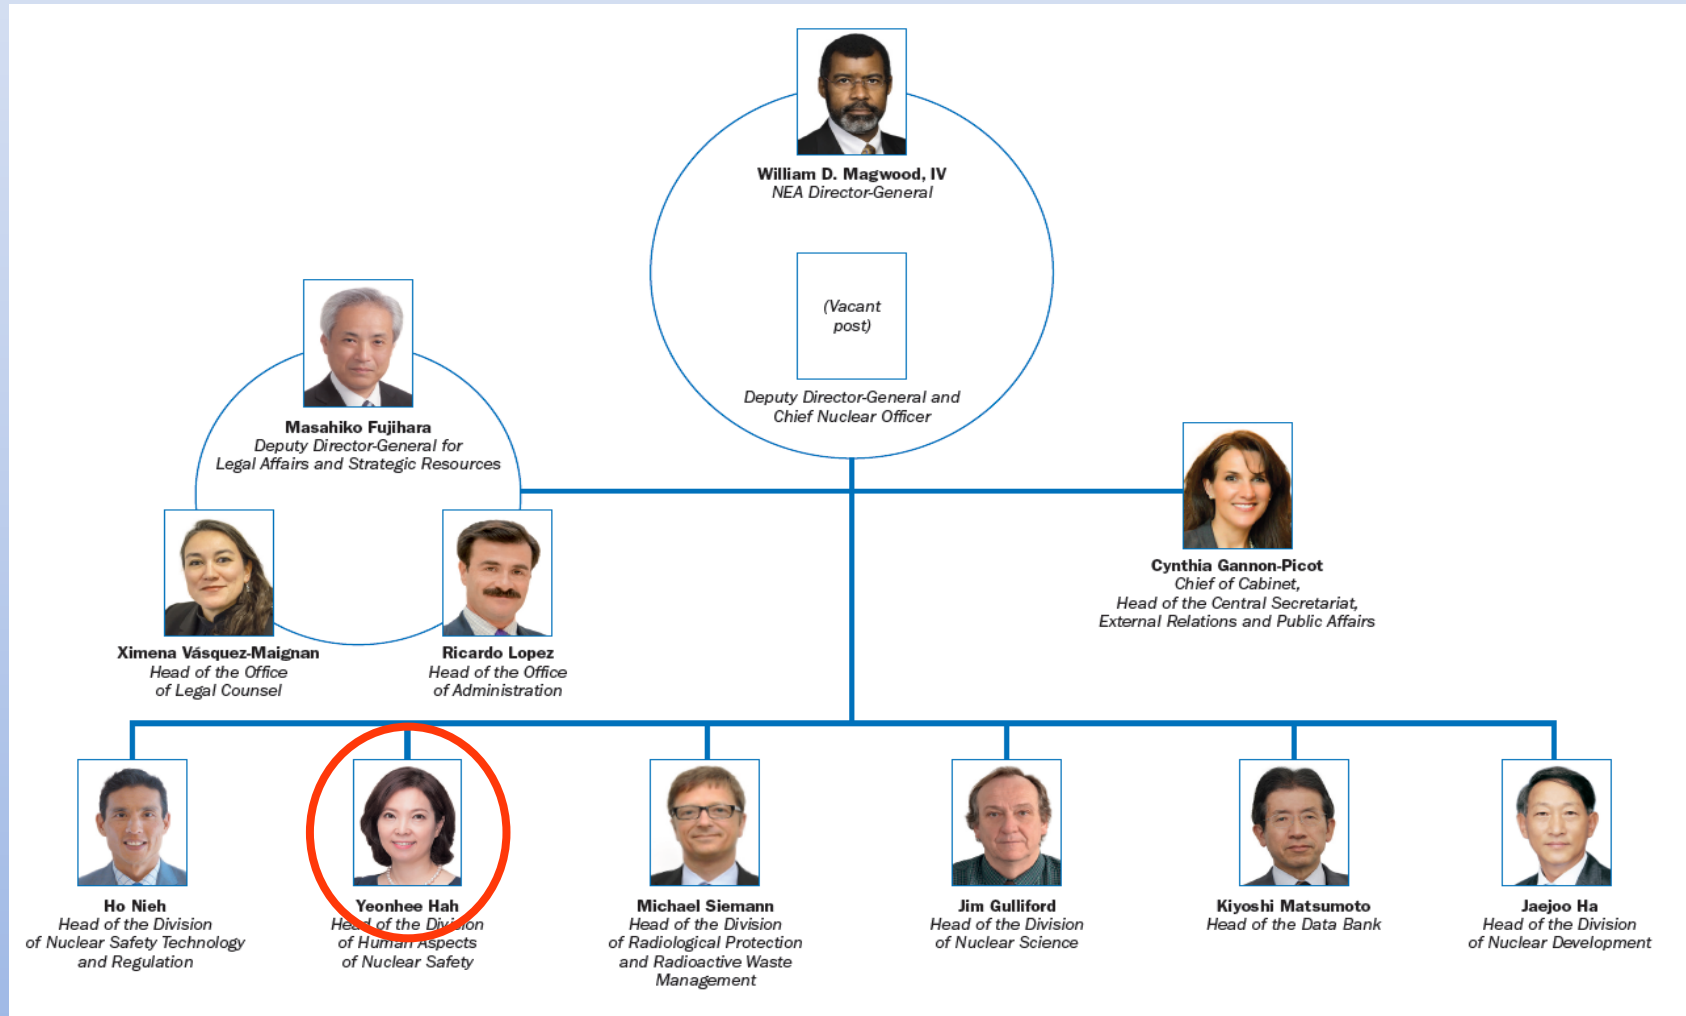 William D. Magwood, IV
NEA Director-General
(Vacant
post)
Deputy Director-General and
Chief Nuclear Officer
Masahiko Fujihara
Deputy Director-General for
Legal Affairs and Strategic Resources
Cynthia Gannon-Picot
Chief of Cabinet,
Head of the Central Secretariat,
External Relations and Public Affairs
Ximena Vásquez-Maignan
Head of the Office
of Legal Counsel
Ricardo Lopez
Head of the Office
of Administration
Ho Nieh
Head of the Division
of Nuclear Safety Technology
and Regulation
Yeonhee Hah
Head of the Division
of Human Aspects
of Nuclear Safety
Michael Siemann
Head of the Division
of Radiological Protection
and Radioactive Waste
Management
Jim Gulliford
Head of the Division
of Nuclear Science
Kiyoshi Matsumoto
Head of the Data Bank
Jaejoo Ha
Head of the Division
of Nuclear Development